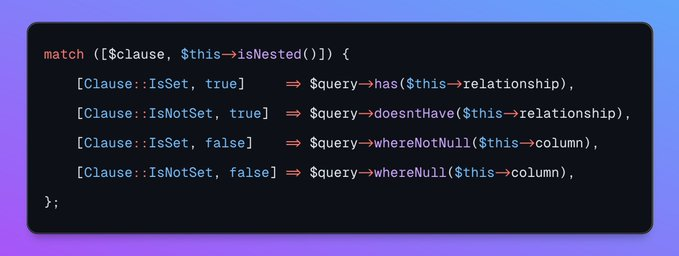 match ([$clause, $this->isNested()]) {
    [Clause::IsSet, true]     => $query->has($this->relationship),
    [Clause::IsNotSet, true]  => $query->doesntHave($this->relationship),
    [Clause::IsSet, false]    => $query->whereNotNull($this->column),
    [Clause::IsNotSet, false] => $query->whereNull($this->column),
};